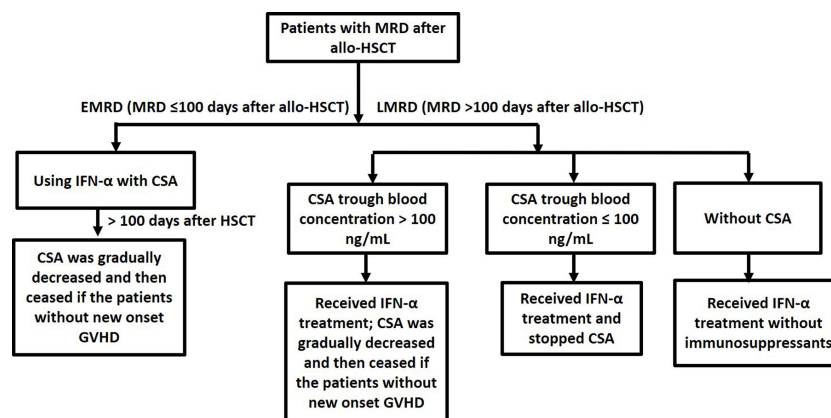 Patients with MRD after
allo-HSCT
EMRD (MRD ≤100 days after allo-HSCT)
LMRD (MRD >100 days after allo-HSCT)
Using IFN-α with CSA
> 100 days after HSCT
CSA was gradually
decreased and then
ceased if the patients
without new onset
GVHD
CSA trough blood
concentration > 100
ng/mL
Received IFN-α
treatment; CSA was
gradually decreased
and then ceased if
the patients without
new onset GVHD
CSA trough blood
concentration ≤ 100
ng/mL
Received IFN-α
treatment and
stopped CSA
Without CSA
Received IFN-α
treatment without
immunosuppressants